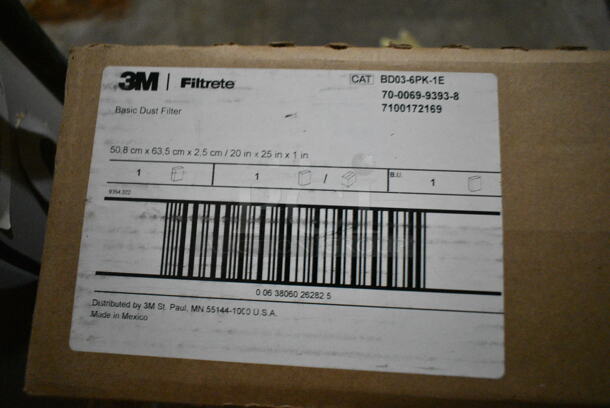 3M | Filtrete
CAT BD03-6PK-1E
70-0069-9393-8
7100172169
Basic Dust Filter
50,8 cm x 63,5 cm x 2.5 cm / 20 in x 25 in x 1 in
1 1 / B.U. 1
0 06 38060 26282 5
Distributed by 3M St. Paul, MN 55144-1000 U.S.A.
Made in Mexico